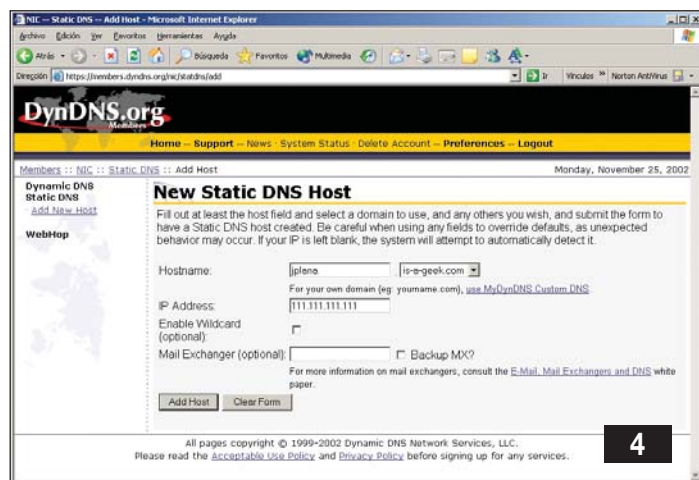 NIC -- Static DNS -- Add Host - Microsoft Internet Explorer
Archivo Edición Ver Favoritos Herramientas Ayuda
Atrás Búsqueda Favoritos Multimedia
Dirección https://members.dyndns.org/nic/statdns/add Ir Vínculos » Norton AntiVirus
DynDNS.org
Members
Home -- Support -- News · System Status · Delete Account -- Preferences -- Logout
Members :: NIC :: Static DNS :: Add Host Monday, November 25, 2002
Dynamic DNS
Static DNS
· Add New Host
WebHop
New Static DNS Host
Fill out at least the host field and select a domain to use, and any others you wish, and submit the form to
have a Static DNS host created. Be careful when using any fields to override defaults, as unexpected
behavior may occur. If your IP is left blank, the system will attempt to automatically detect it.
Hostname: jplena . is-a-geek.com
For your own domain (eg: yourname.com), use MyDynDNS Custom DNS.
IP Address: 111.111.111.111
Enable Wildcard
(optional):
Mail Exchanger (optional): Backup MX?
For more information on mail exchangers, consult the E-Mail, Mail Exchangers and DNS white
paper.
Add Host Clear Form
All pages copyright © 1999-2002 Dynamic DNS Network Services, LLC.
Please read the Acceptable Use Policy and Privacy Policy before signing up for any services.
4